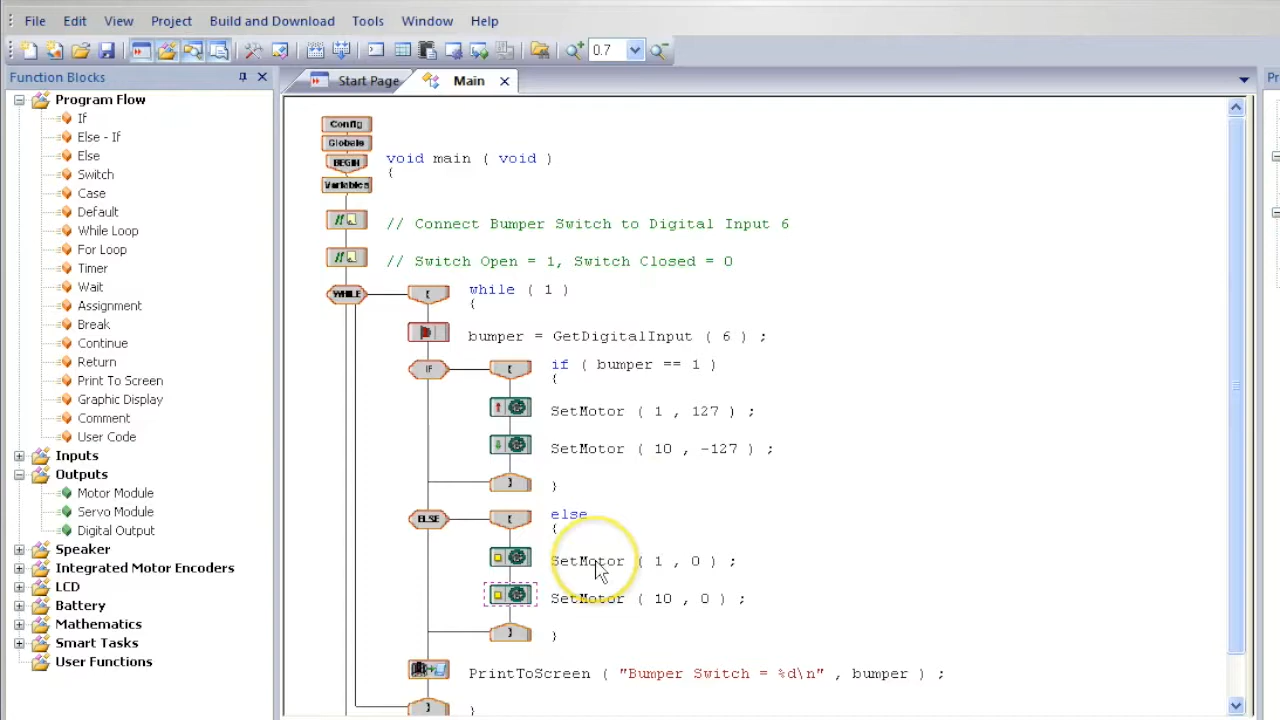 File Edit View Project Build and Download Tools Window Help
0.7
Function Blocks
Start Page Main
Program Flow
If
Else - If
Else
Switch
Case
Default
While Loop
For Loop
Timer
Wait
Assignment
Break
Continue
Return
Print To Screen
Graphic Display
Comment
User Code
Inputs
Outputs
Motor Module
Servo Module
Digital Output
Speaker
Integrated Motor Encoders
LCD
Battery
Mathematics
Smart Tasks
User Functions
Config
Globals
BEGIN
void main ( void )
{
Variables
// // Connect Bumper Switch to Digital Input 6
// // Switch Open = 1, Switch Closed = 0
WHILE { while ( 1 )
{
bumper = GetDigitalInput ( 6 ) ;
IF { if ( bumper == 1 )
{
SetMotor ( 1 , 127 ) ;
SetMotor ( 10 , -127 ) ;
} }
ELSE { else
{
SetMotor ( 1 , 0 ) ;
SetMotor ( 10 , 0 ) ;
} }
PrintToScreen ( "Bumper Switch = %d\n" , bumper ) ;
} }
Pr